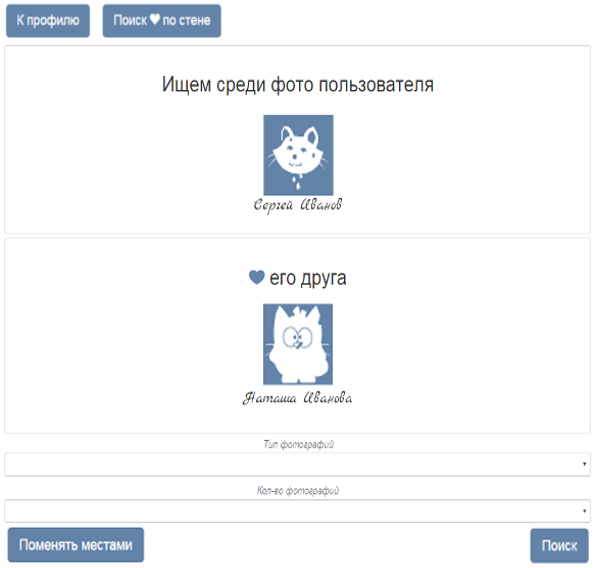 К профилю
Поиск ♥ по стене
Ищем среди фото пользователя
Сергей Иванов
♥ его друга
Наташа Иванова
Тип фотографий
Кол-во фотографий
Поменять местами
Поиск